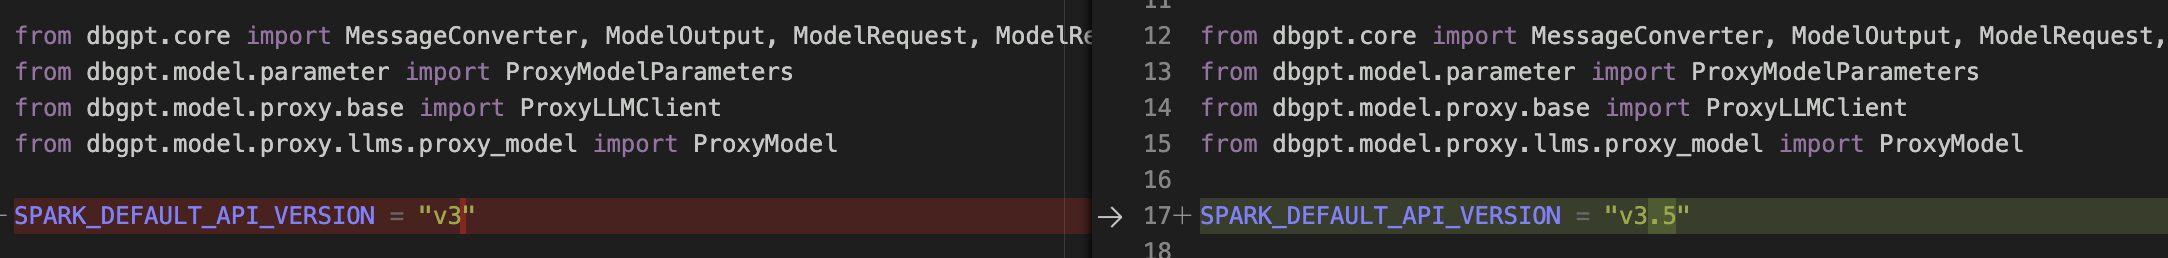 from dbgpt.core import MessageConverter, ModelOutput, ModelRequest, ModelRe
from dbgpt.model.parameter import ProxyModelParameters
from dbgpt.model.proxy.base import ProxyLLMClient
from dbgpt.model.proxy.llms.proxy_model import ProxyModel
- SPARK_DEFAULT_API_VERSION = "v3"
11
12 from dbgpt.core import MessageConverter, ModelOutput, ModelRequest,
13 from dbgpt.model.parameter import ProxyModelParameters
14 from dbgpt.model.proxy.base import ProxyLLMClient
15 from dbgpt.model.proxy.llms.proxy_model import ProxyModel
16
→ 17+ SPARK_DEFAULT_API_VERSION = "v3.5"
18